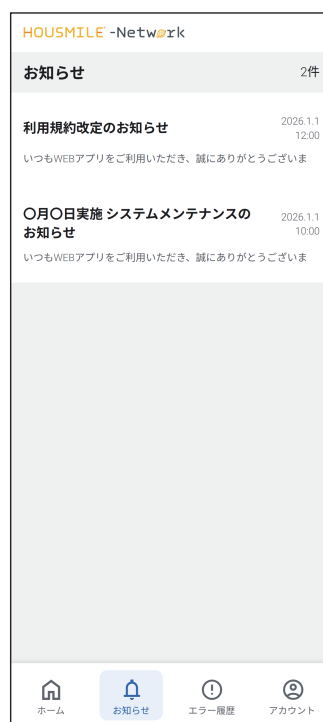 HOUSMILE -Network
お知らせ 2件
利用規約改定のお知らせ 2026.1.1
12:00
いつもWEBアプリをご利用いただき、誠にありがとうございま
〇月〇日実施 システムメンテナンスの 2026.1.1
お知らせ 10:00
いつもWEBアプリをご利用いただき、誠にありがとうございま
ホーム お知らせ エラー履歴 アカウント